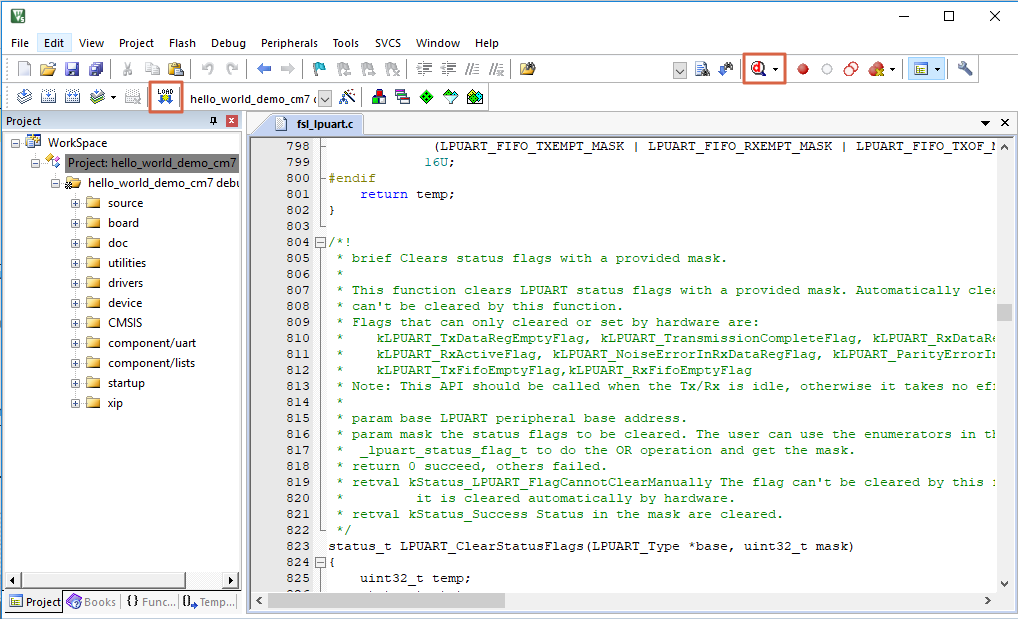 File Edit View Project Flash Debug Peripherals Tools SVCS Window Help
LOAD
hello_world_demo_cm7
Project
WorkSpace
Project: hello_world_demo_cm7
hello_world_demo_cm7 debu
source
board
doc
utilities
drivers
device
CMSIS
component/uart
component/lists
startup
xip
Project Books {} Func... Temp...
fsl_lpuart.c
798 (LPUART_FIFO_TXEMPT_MASK | LPUART_FIFO_RXEMPT_MASK | LPUART_FIFO_TXOF_M
799 16U;
800 #endif
801 return temp;
802 }
803
804 /*!
805 * brief Clears status flags with a provided mask.
806 *
807 * This function clears LPUART status flags with a provided mask. Automatically clea
808 * can't be cleared by this function.
809 * Flags that can only cleared or set by hardware are:
810 * kLPUART_TxDataRegEmptyFlag, kLPUART_TransmissionCompleteFlag, kLPUART_RxDataRe
811 * kLPUART_RxActiveFlag, kLPUART_NoiseErrorInRxDataRegFlag, kLPUART_ParityErrorIn
812 * kLPUART_TxFifoEmptyFlag,kLPUART_RxFifoEmptyFlag
813 * Note: This API should be called when the Tx/Rx is idle, otherwise it takes no ef
814 *
815 * param base LPUART peripheral base address.
816 * param mask the status flags to be cleared. The user can use the enumerators in th
817 * _lpuart_status_flag_t to do the OR operation and get the mask.
818 * return 0 succeed, others failed.
819 * retval kStatus_LPUART_FlagCannotClearManually The flag can't be cleared by this
820 * it is cleared automatically by hardware.
821 * retval kStatus_Success Status in the mask are cleared.
822 */
823 status_t LPUART_ClearStatusFlags(LPUART_Type *base, uint32_t mask)
824 {
825 uint32_t temp;